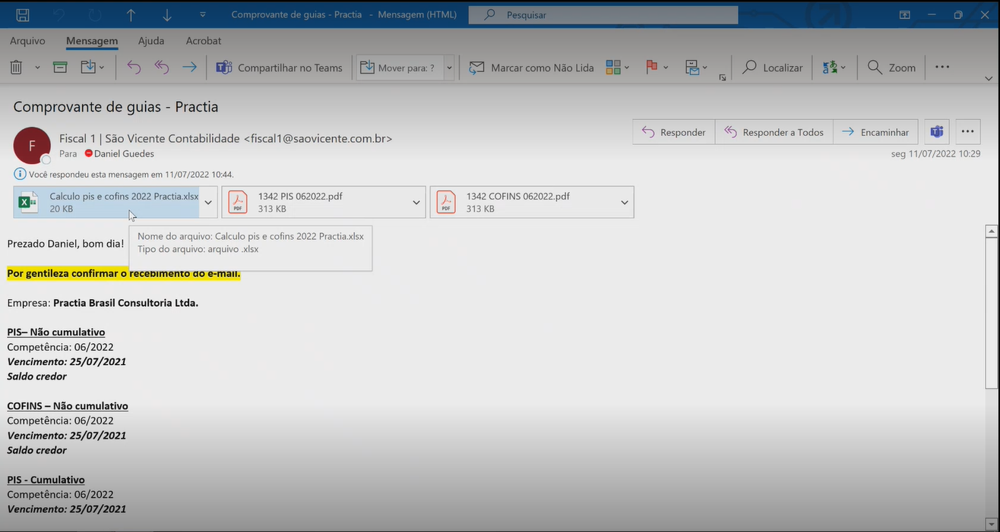 Comprovante de guias - Practia - Mensagem (HTML)
Pesquisar
Arquivo Mensagem Ajuda Acrobat
Compartilhar no Teams
Mover para: ?
Marcar como Não Lida
Localizar
Zoom
Comprovante de guias - Practia
F
Fiscal 1 | São Vicente Contabilidade <fiscal1@saovicente.com.br>
Para Daniel Guedes
Responder
Responder a Todos
Encaminhar
seg 11/07/2022 10:29
Você respondeu esta mensagem em 11/07/2022 10:44.
Calculo pis e cofins 2022 Practia.xlsx
20 KB
PDF
1342 PIS 062022.pdf
313 KB
PDF
1342 COFINS 062022.pdf
313 KB
Prezado Daniel, bom dia!
Nome do arquivo: Calculo pis e cofins 2022 Practia.xlsx
Tipo do arquivo: arquivo .xlsx
Por gentileza confirmar o recebimento do e-mail.
Empresa: Practia Brasil Consultoria Ltda.
PIS– Não cumulativo
Competência: 06/2022
Vencimento: 25/07/2021
Saldo credor
COFINS – Não cumulativo
Competência: 06/2022
Vencimento: 25/07/2021
Saldo credor
PIS - Cumulativo
Competência: 06/2022
Vencimento: 25/07/2021